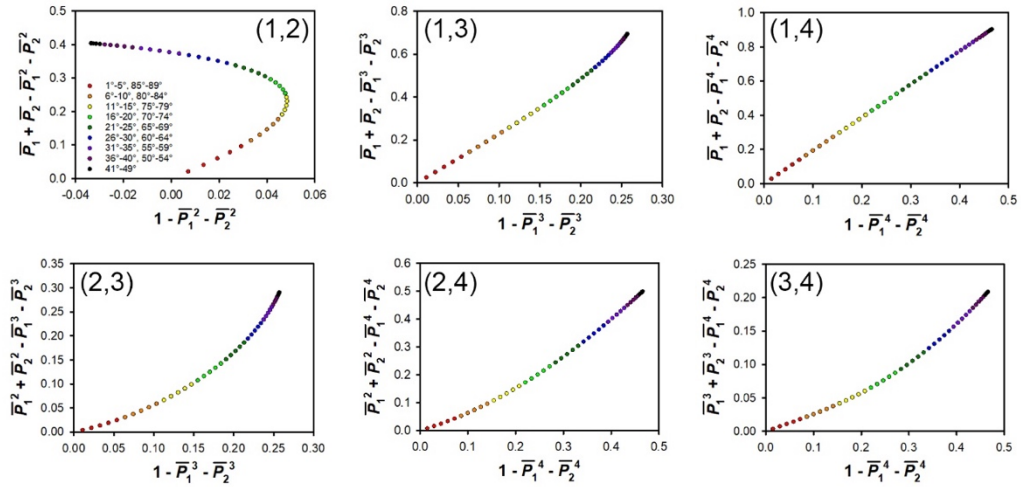 (1,2)
P̅₁ + P̅₂ - P̅₁² - P̅₂²
0.5
0.4
0.3
0.2
0.1
0.0
1°-5°, 85°-89°
6°-10°, 80°-84°
11°-15°, 75°-79°
16°-20°, 70°-74°
21°-25°, 65°-69°
26°-30°, 60°-64°
31°-35°, 55°-59°
36°-40°, 50°-54°
41°-49°
-0.04 -0.02 0.00 0.02 0.04 0.06
1 - P̅₁² - P̅₂²
(1,3)
P̅₁ + P̅₂ - P̅₁³ - P̅₂³
0.8
0.6
0.4
0.2
0.0
0.00 0.05 0.10 0.15 0.20 0.25 0.30
1 - P̅₁³ - P̅₂³
(1,4)
P̅₁ + P̅₂ - P̅₁⁴ - P̅₂⁴
1.0
0.8
0.6
0.4
0.2
0.0
0.0 0.1 0.2 0.3 0.4 0.5
1 - P̅₁⁴ - P̅₂⁴
(2,3)
P̅₁² + P̅₂² - P̅₁³ - P̅₂³
0.35
0.30
0.25
0.20
0.15
0.10
0.05
0.00
0.00 0.05 0.10 0.15 0.20 0.25 0.30
1 - P̅₁³ - P̅₂³
(2,4)
P̅₁² + P̅₂² - P̅₁⁴ - P̅₂⁴
0.6
0.5
0.4
0.3
0.2
0.1
0.0
0.0 0.1 0.2 0.3 0.4 0.5
1 - P̅₁⁴ - P̅₂⁴
(3,4)
P̅₁³ + P̅₂³ - P̅₁⁴ - P̅₂⁴
0.25
0.20
0.15
0.10
0.05
0.00
0.0 0.1 0.2 0.3 0.4 0.5
1 - P̅₁⁴ - P̅₂⁴